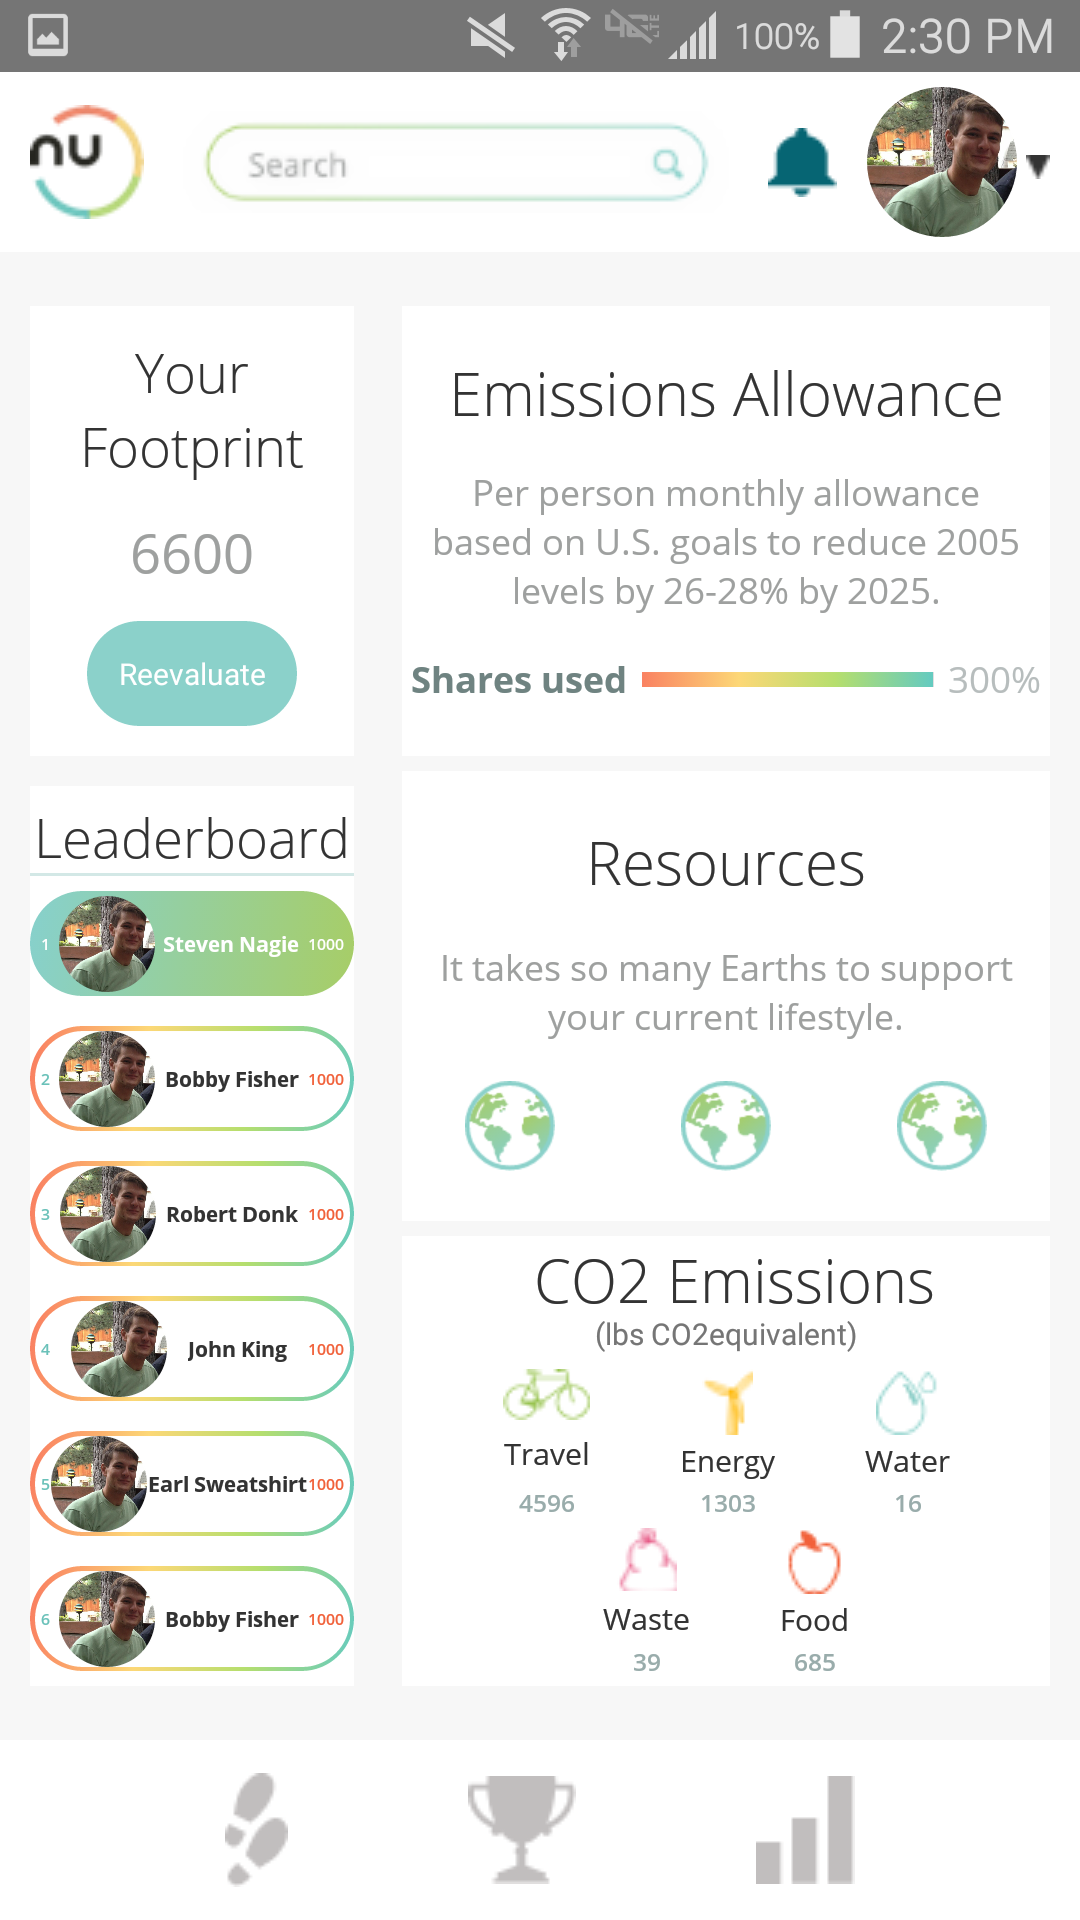 100% 2:30 PM
nu
Search
Your
Footprint
6600
Reevaluate
Emissions Allowance
Per person monthly allowance
based on U.S. goals to reduce 2005
levels by 26-28% by 2025.
Shares used 300%
Leaderboard
1 Steven Nagie 1000
2 Bobby Fisher 1000
3 Robert Donk 1000
4 John King 1000
5 Earl Sweatshirt 1000
6 Bobby Fisher 1000
Resources
It takes so many Earths to support
your current lifestyle.
CO2 Emissions
(lbs CO2equivalent)
Travel Energy Water
4596 1303 16
Waste Food
39 685